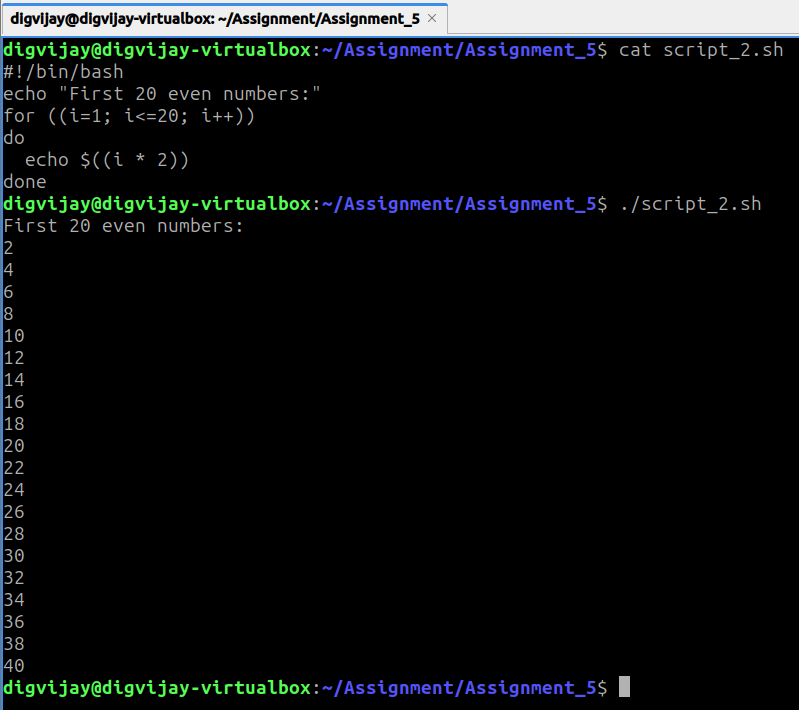 digvijay@digvijay-virtualbox: ~/Assignment/Assignment_5 ×
digvijay@digvijay-virtualbox:~/Assignment/Assignment_5$ cat script_2.sh
#!/bin/bash
echo "First 20 even numbers:"
for ((i=1; i<=20; i++))
do
  echo $((i * 2))
done
digvijay@digvijay-virtualbox:~/Assignment/Assignment_5$ ./script_2.sh
First 20 even numbers:
2
4
6
8
10
12
14
16
18
20
22
24
26
28
30
32
34
36
38
40
digvijay@digvijay-virtualbox:~/Assignment/Assignment_5$